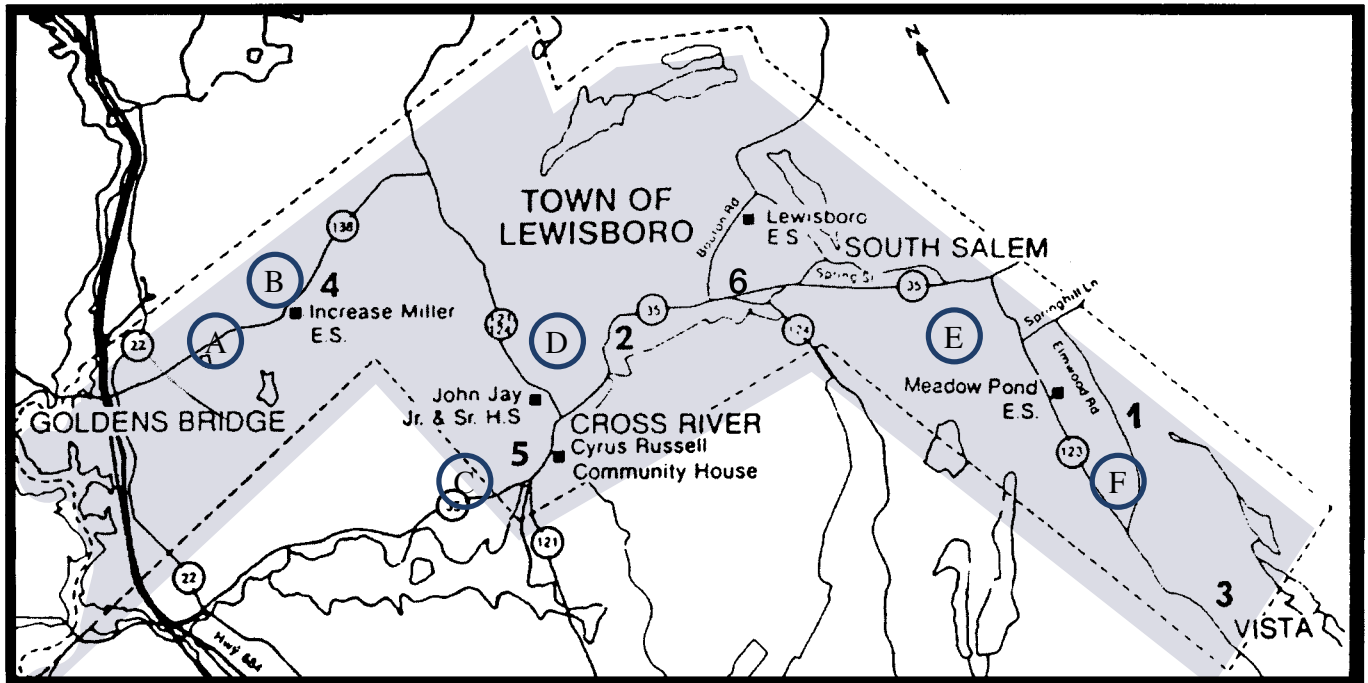 N
138
TOWN OF
LEWISBORO
Bouton Rd
Lewisboro
E.S.
SOUTH SALEM
Spring St
35
B
4
6
Increase Miller
E.S.
Springhill Ln
22
A
121
124
D
2
35
124
E
Elmwood Rd
GOLDENS BRIDGE
John Jay
Jr. & Sr. H.S
Meadow Pond
E.S.
CROSS RIVER
1
5
Cyrus Russell
Community House
123
C
35
F
121
22
3
VISTA
Hwy 684